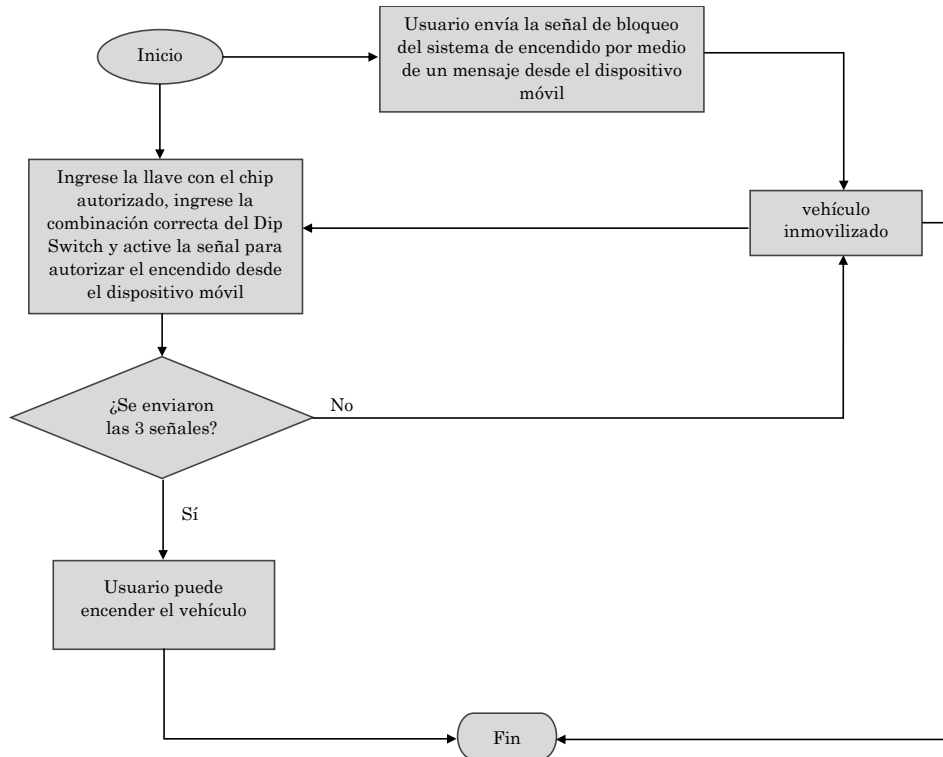 Inicio
Usuario envía la señal de bloqueo
del sistema de encendido por medio
de un mensaje desde el dispositivo
móvil
Ingrese la llave con el chip
autorizado, ingrese la
combinación correcta del Dip
Switch y active la señal para
autorizar el encendido desde
el dispositivo móvil
vehículo
inmovilizado
¿Se enviaron
las 3 señales?
No
Sí
Usuario puede
encender el vehículo
Fin